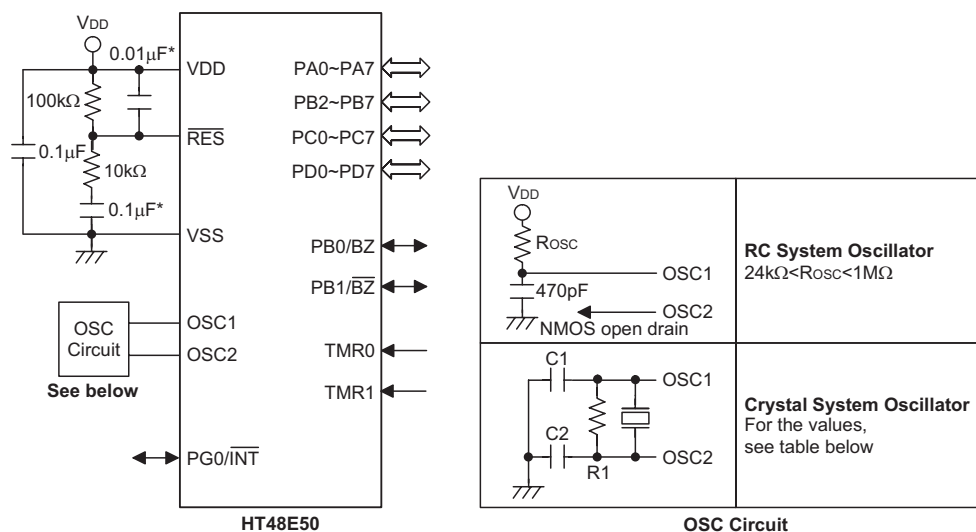 VDD
0.01μF*
100kΩ
0.1μF
10kΩ
0.1μF*
VDD
RES
VSS
OSC
Circuit
See below
OSC1
OSC2
PG0/INT
PA0~PA7
PB2~PB7
PC0~PC7
PD0~PD7
PB0/BZ
PB1/BZ
TMR0
TMR1
HT48E50
VDD
ROSC
OSC1
470pF
OSC2
NMOS open drain
RC System Oscillator
24kΩ<ROSC<1MΩ
C1
OSC1
C2
OSC2
R1
Crystal System Oscillator
For the values,
see table below
OSC Circuit